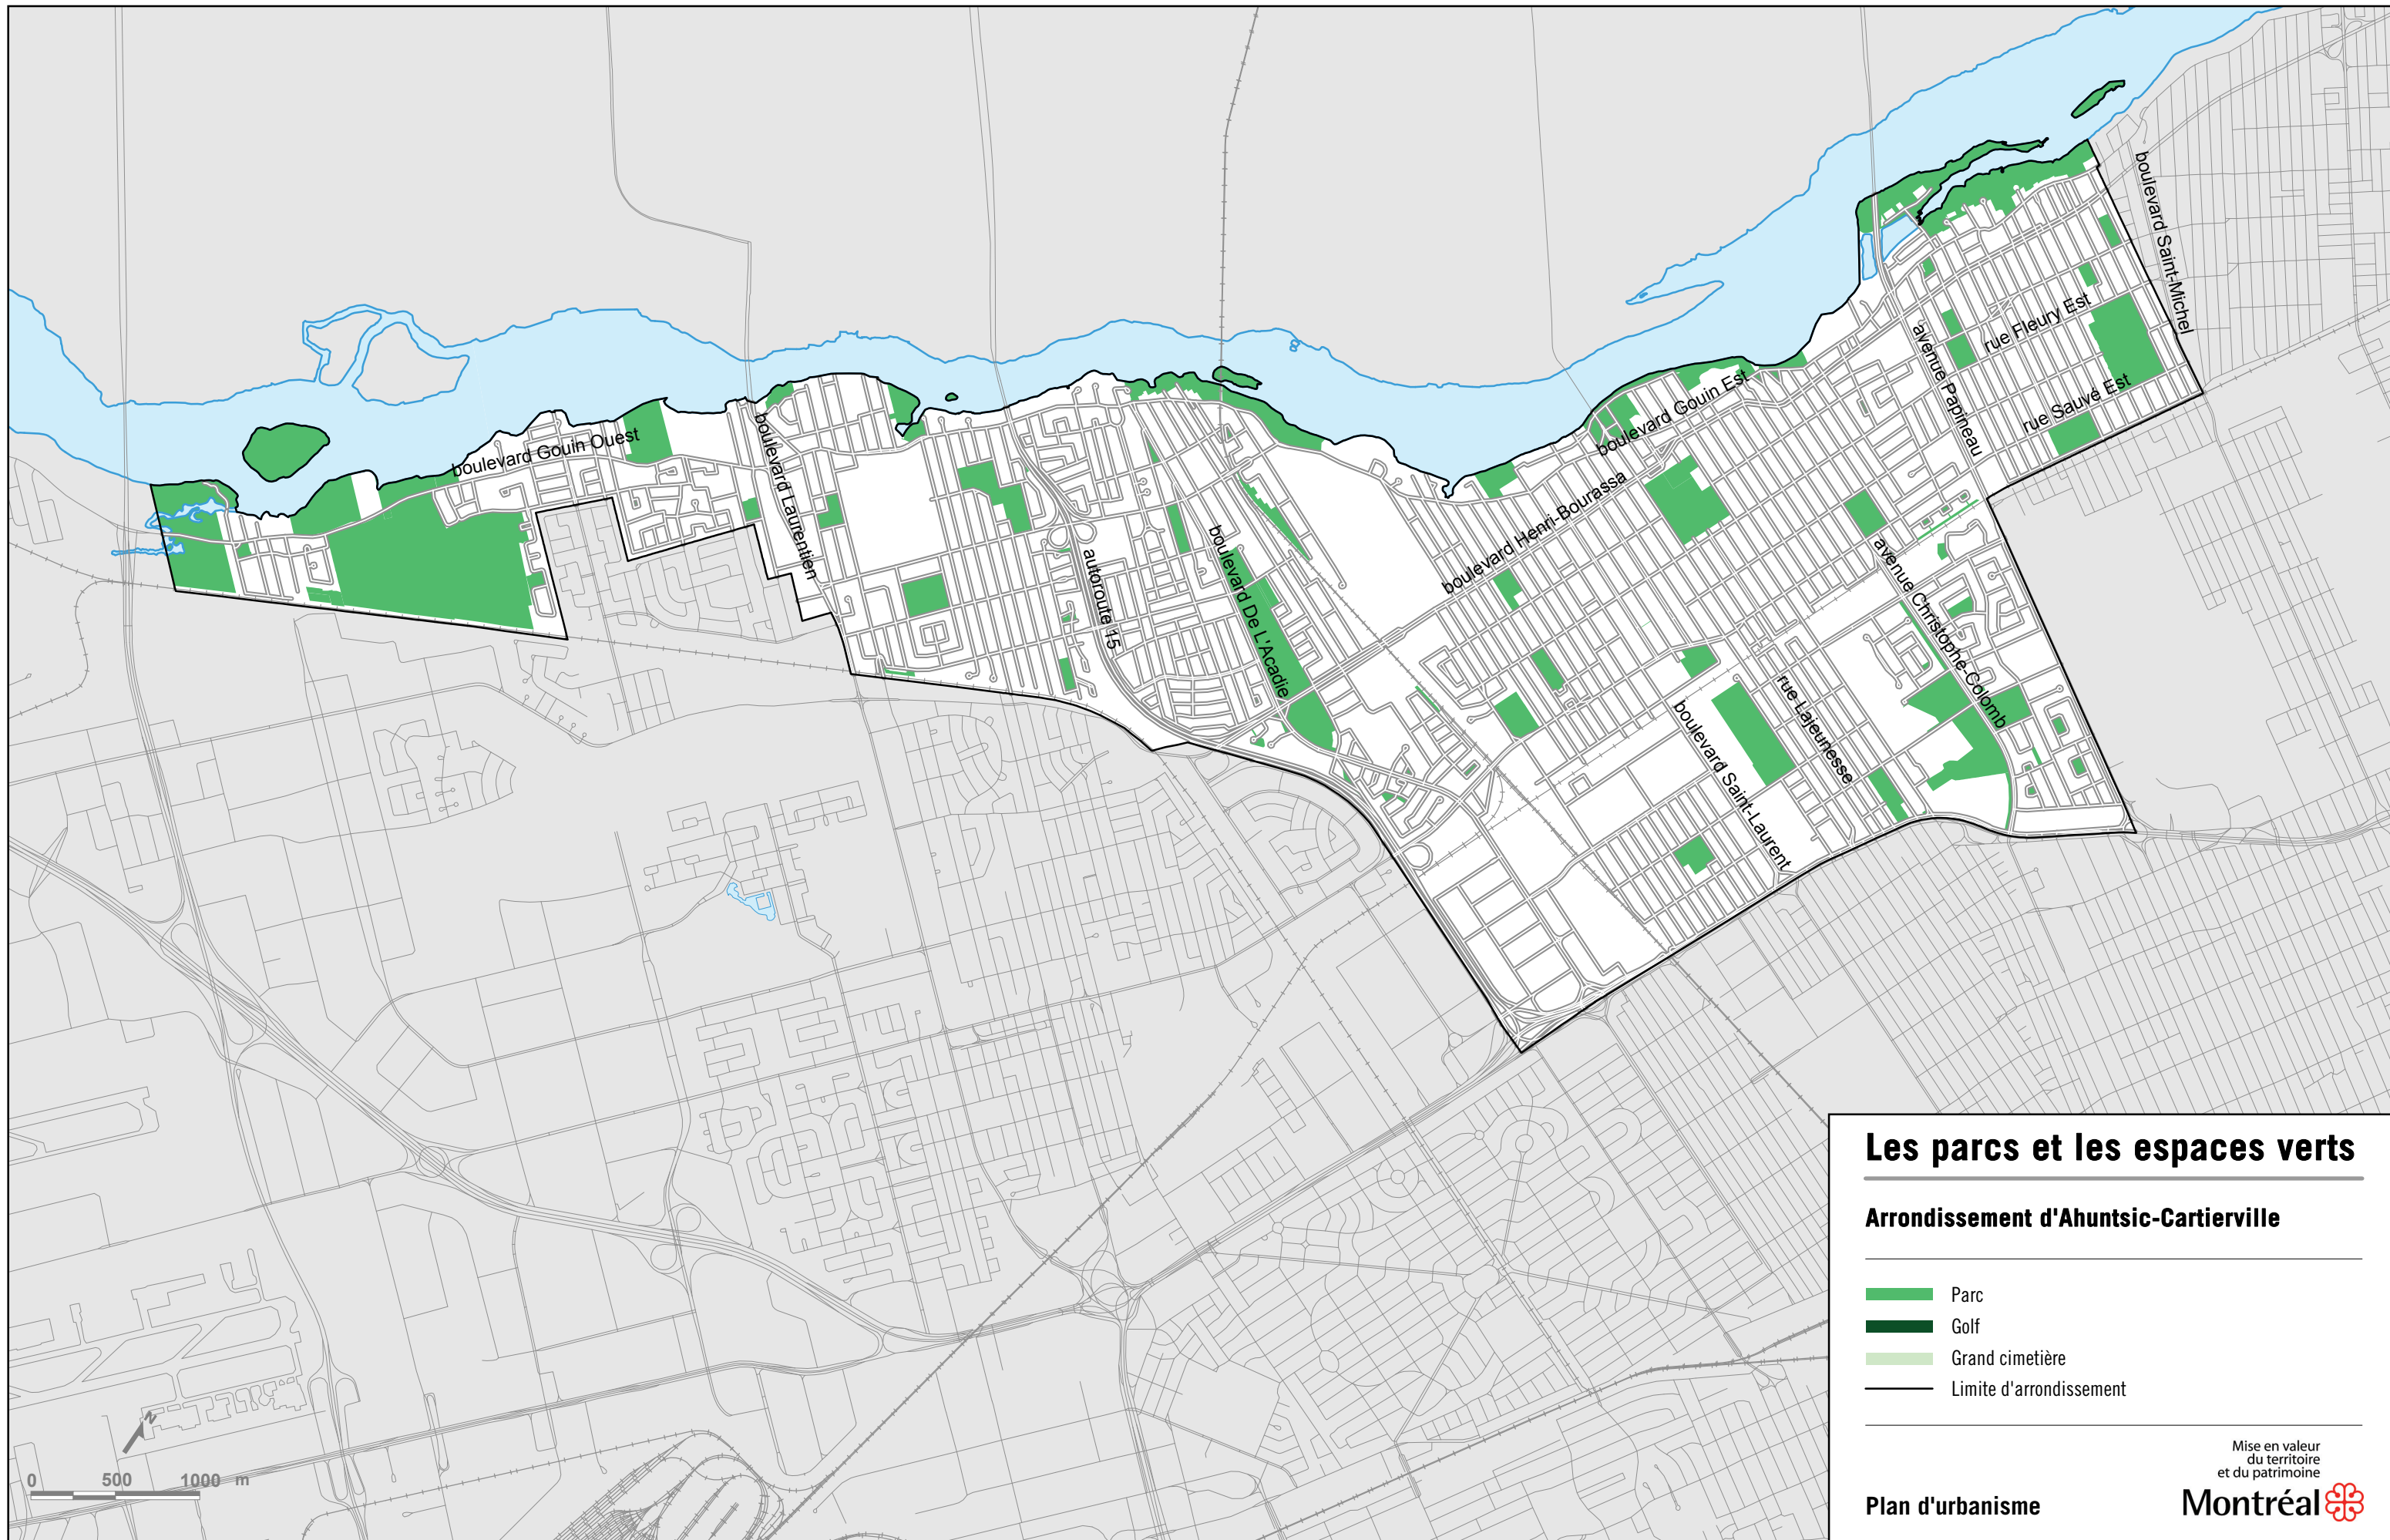 boulevard Saint-Michel
boulevard Gouin Ouest
boulevard Laurentien
autoroute 15
boulevard De L'Acadie
boulevard Henri-Bourassa
boulevard Gouin Est
avenue Papineau
rue Fleury Est
rue Sauvé Est
avenue Christophe-Colomb
rue Lajeunesse
boulevard Saint-Laurent
N
0 500 1000 m
Les parcs et les espaces verts
Arrondissement d'Ahuntsic-Cartierville
Parc
Golf
Grand cimetière
Limite d'arrondissement
Mise en valeur
du territoire
et du patrimoine
Plan d'urbanisme
Montréal